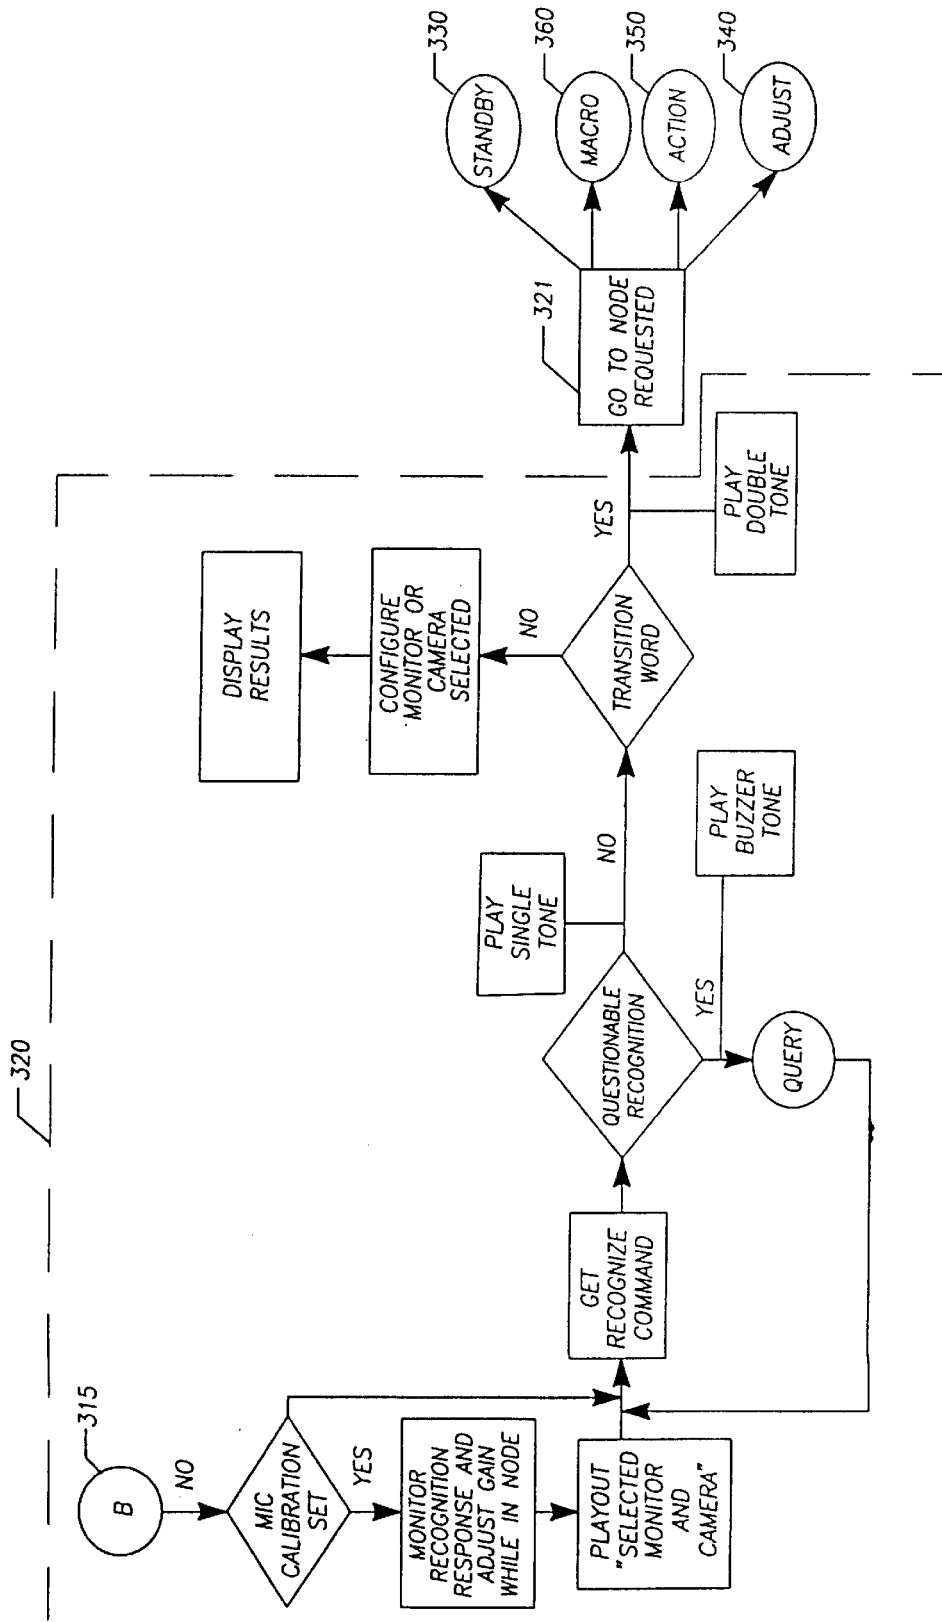 320
315
B
NO
MIC
CALIBRATION
SET
YES
MONITOR
RECOGNITION
RESPONSE AND
ADJUST GAIN
WHILE IN NODE
PLAYOUT
"SELECTED
MONITOR
AND
CAMERA"
GET
RECOGNIZE
COMMAND
QUESTIONABLE
RECOGNITION
YES
QUERY
PLAY
BUZZER
TONE
PLAY
SINGLE
TONE
NO
TRANSITION
WORD
NO
CONFIGURE
MONITOR OR
CAMERA
SELECTED
DISPLAY
RESULTS
YES
PLAY
DOUBLE
TONE
321
GO TO NODE
REQUESTED
STANDBY
330
MACRO
360
ACTION
350
ADJUST
340